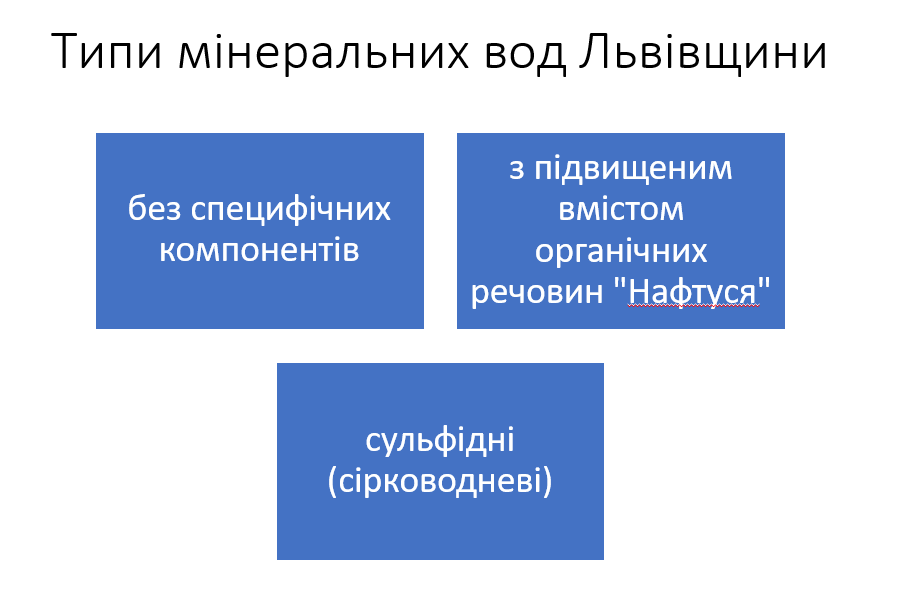 Типи мінеральних вод Львівщини
без специфічних
компонентів
з підвищеним
вмістом
органічних
речовин "Нафтуся"
сульфідні
(сірководневі)